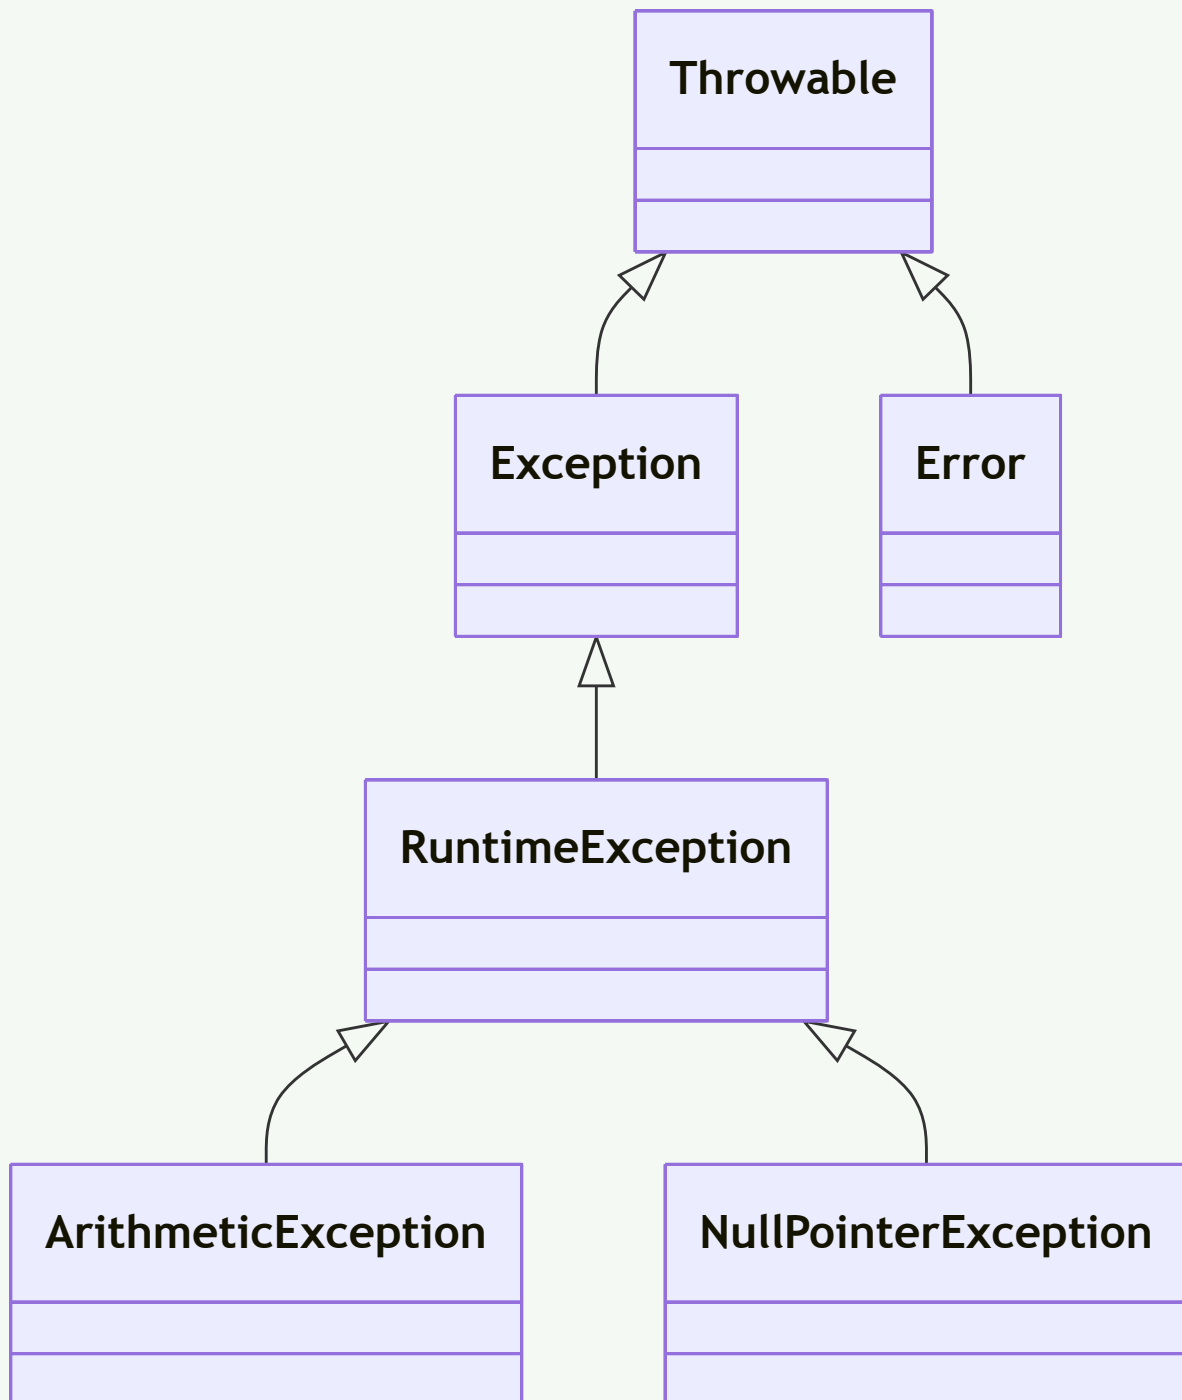 Throwable
Exception
Error
RuntimeException
ArithmeticException
NullPointerException